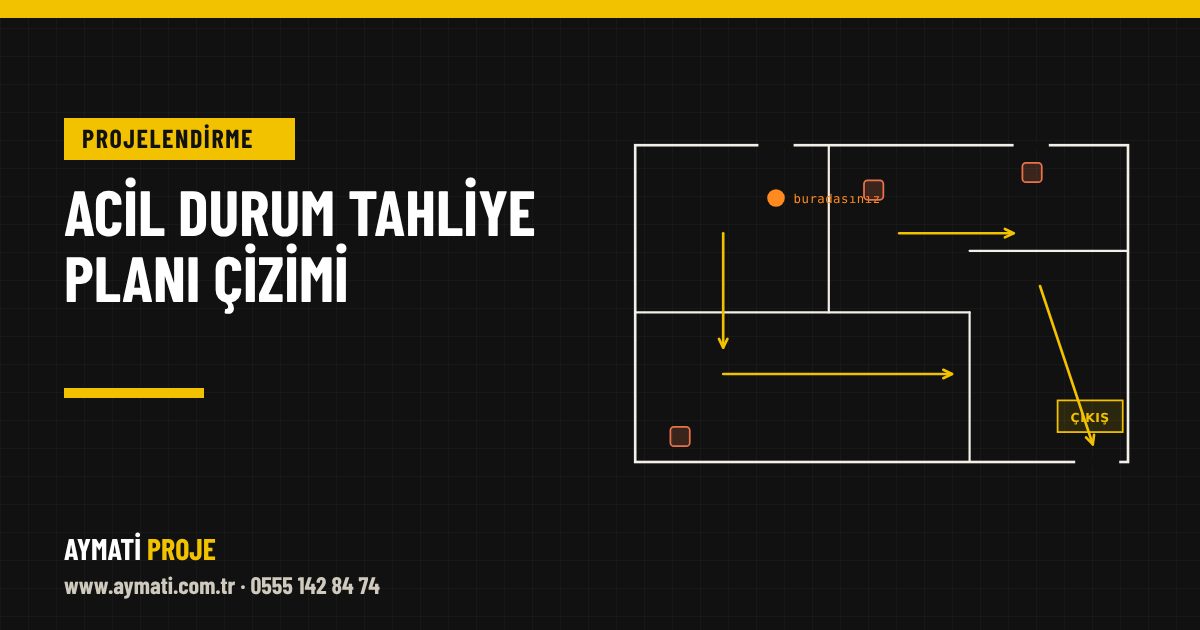 PROJELENDİRME
ACİL DURUM TAHLİYE
PLANI ÇİZİMİ
buradasınız
ÇIKIŞ
AYMATİ PROJE
www.aymati.com.tr · 0555 142 84 74